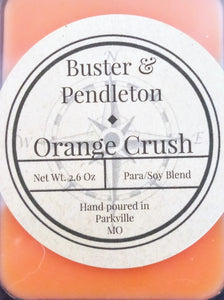 Buster &
Pendleton
Orange Crush
Net Wt. 2.6 Oz
Para/Soy Blend
Hand poured in
Parkville
MO
N
W